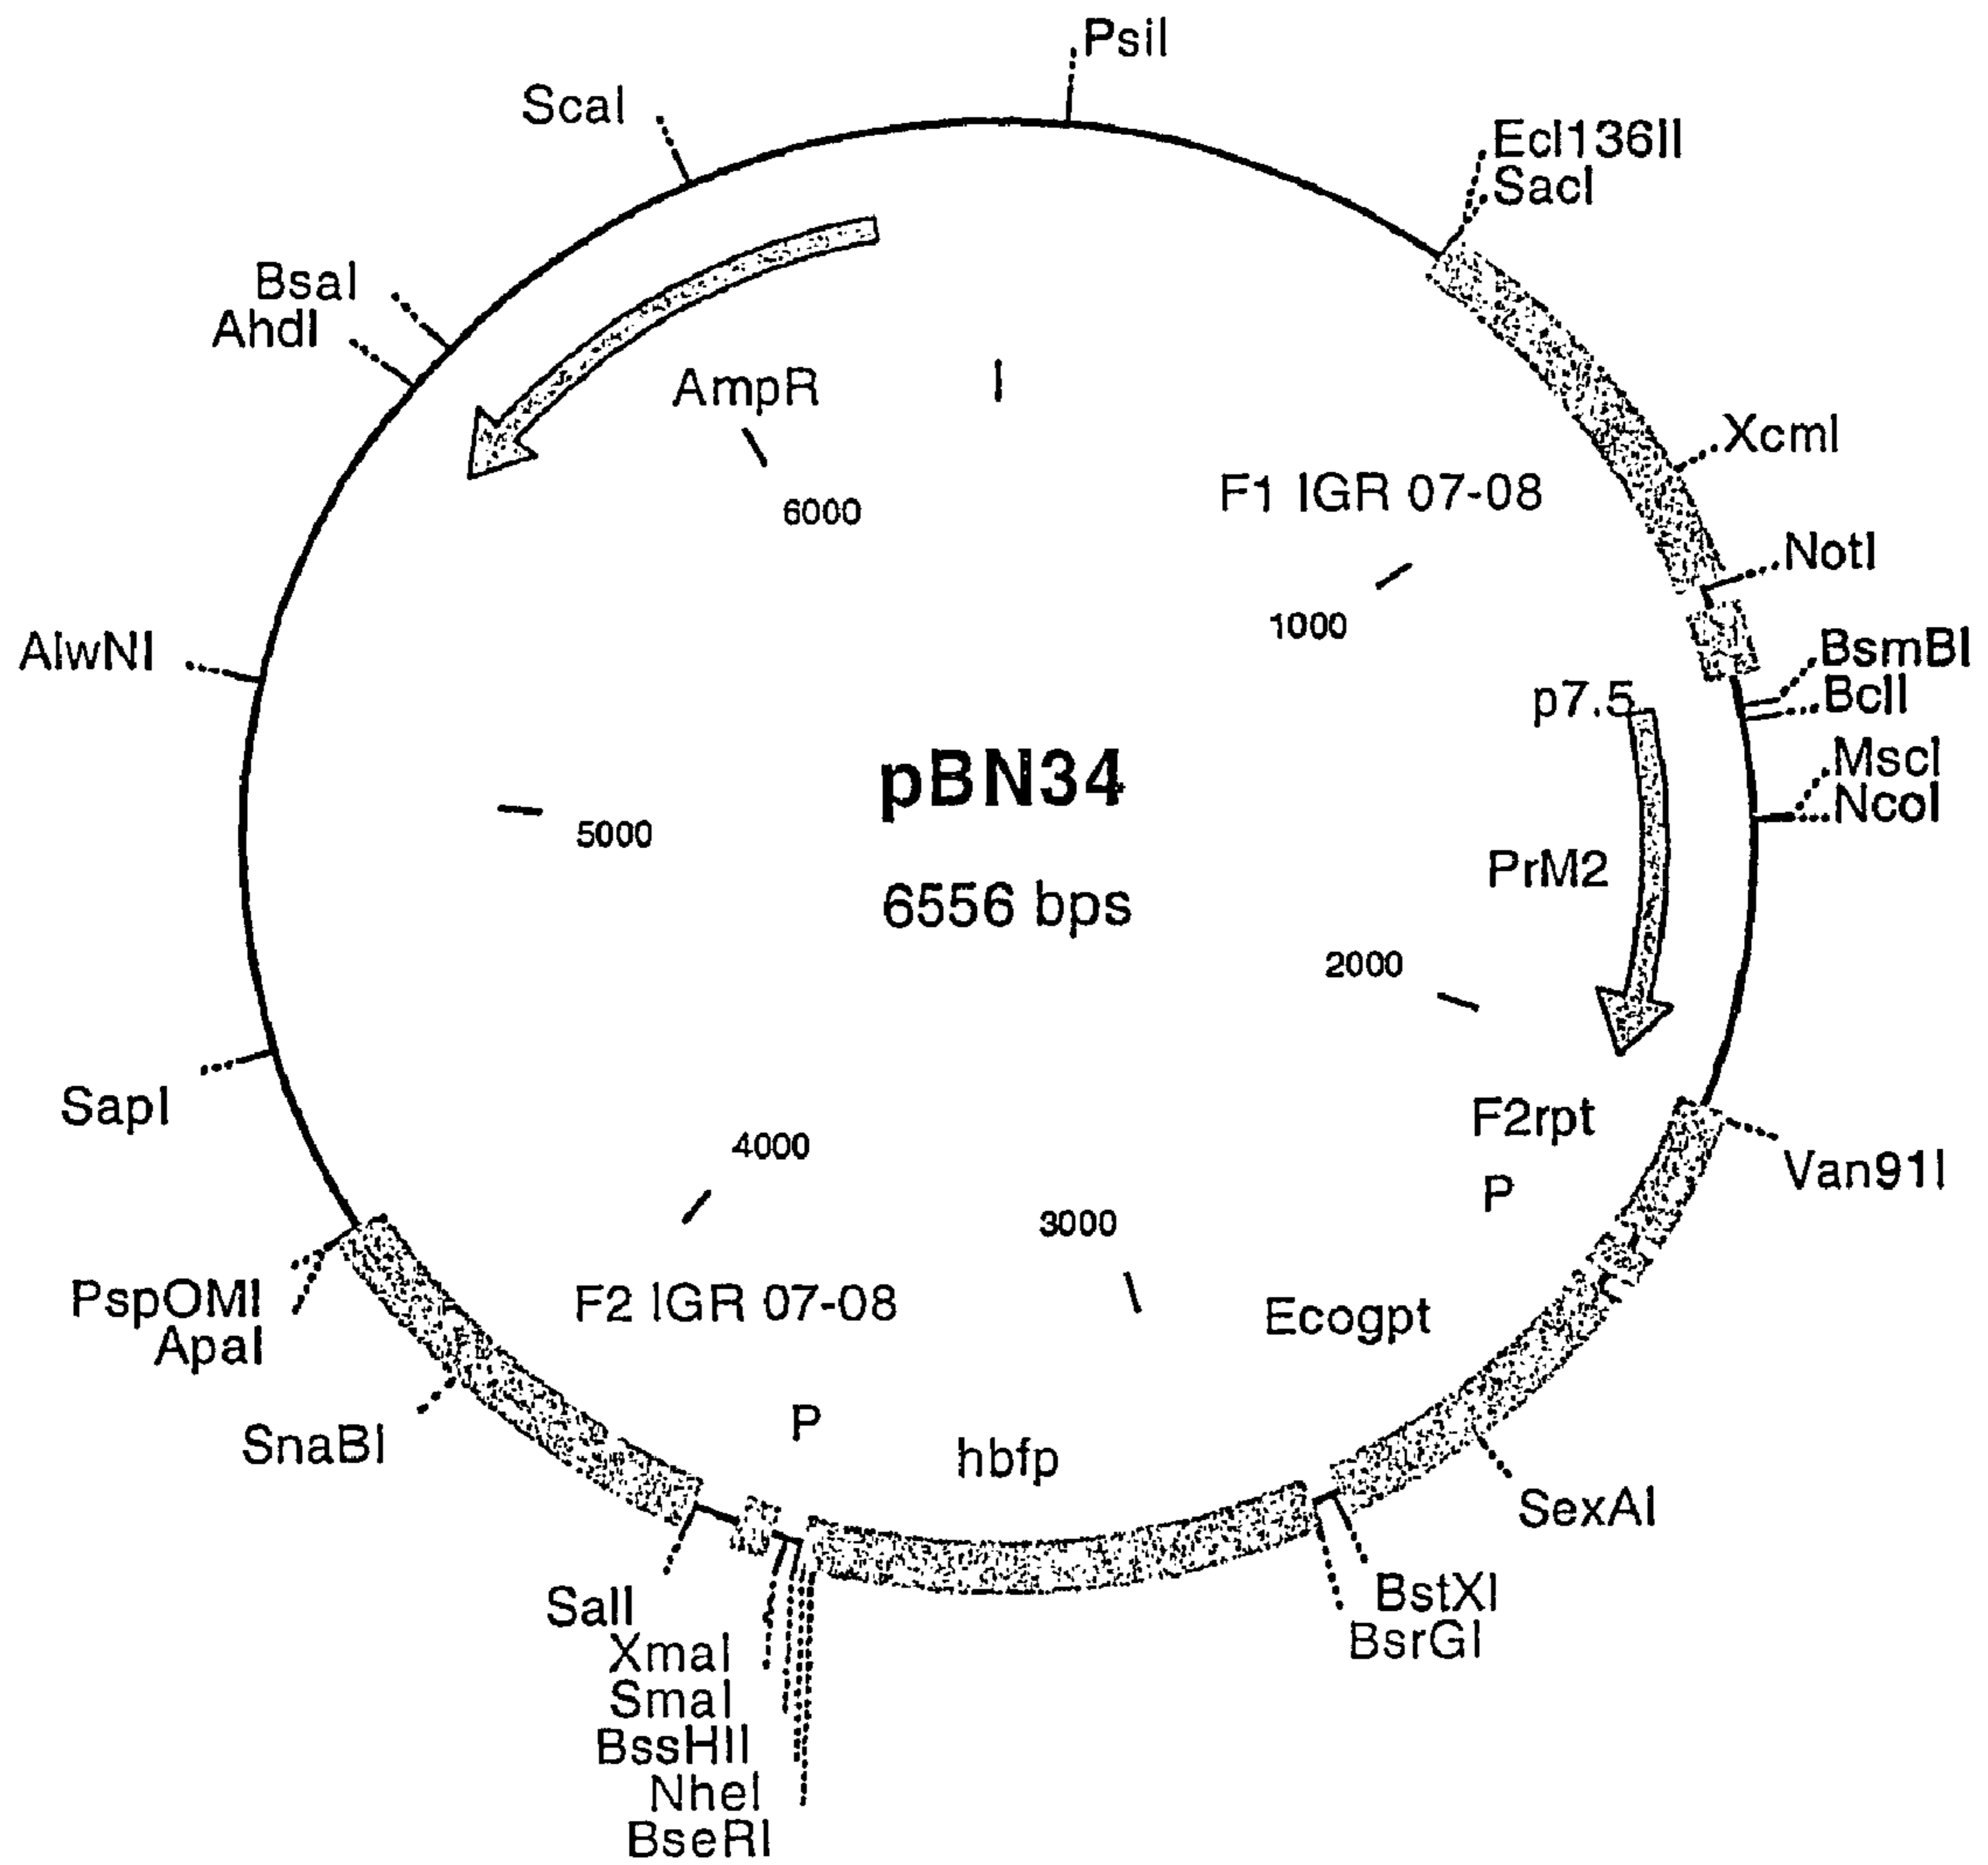 PsiI
ScaI
Ecl136II
SacI
BsaI
AhdI
AmpR
XcmI
F1 IGR 07-08
6000
NotI
1000
AlwNI
BsmBI
BclI
p7.5
pBN34
MscI
NcoI
5000
PrM2
6556 bps
2000
SapI
F2rpt
4000
Van91I
P
3000
PspOMI
F2 IGR 07-08
Ecogpt
ApaI
SnaBI
P
hbfp
SexAI
SalI
BstXI
XmaI
BsrGI
SmaI
BssHII
NheI
BseRI